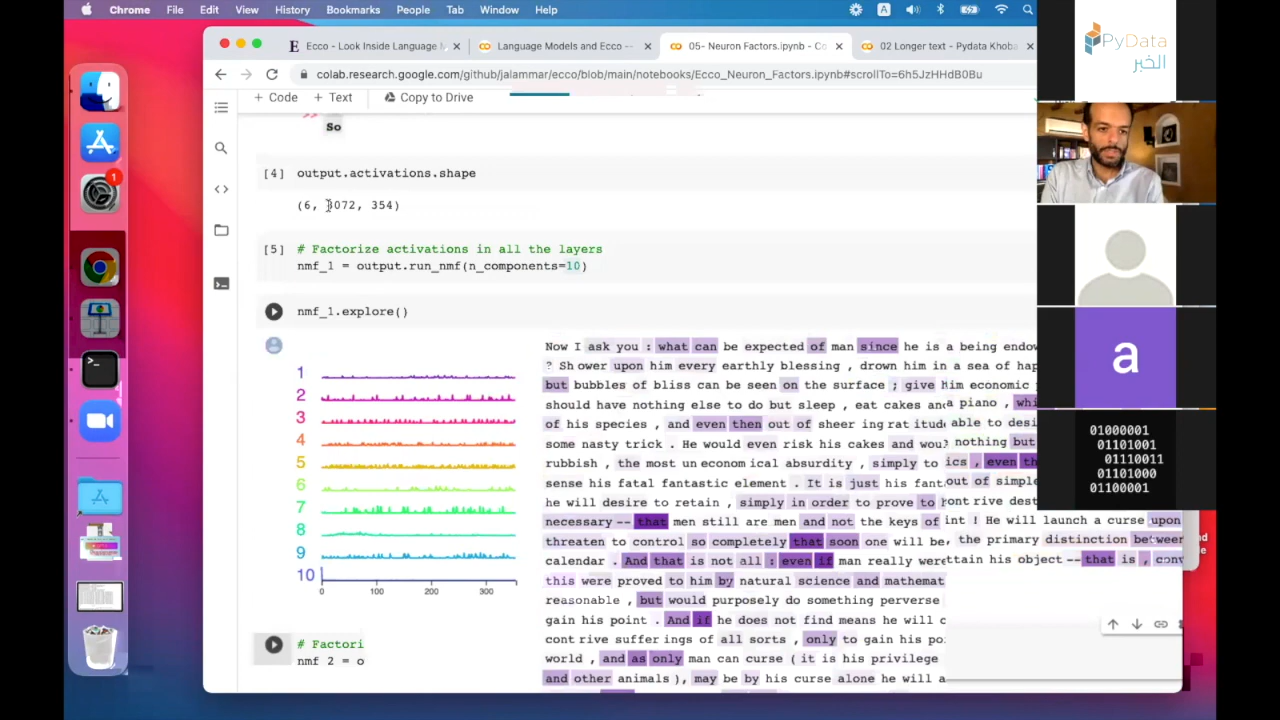 Chrome File Edit View History Bookmarks People Tab Window Help
Ecco - Look Inside Language
Language Models and Ecco --
05- Neuron Factors.ipynb - Co
02 Longer text - Pydata Khoba
colab.research.google.com/github/jalammar/ecco/blob/main/notebooks/Ecco_Neuron_Factors.ipynb#scrollTo=6h5JzHHdB0Bu
+ Code + Text Copy to Drive
So
[4] output.activations.shape
(6, 3072, 354)
[5] # Factorize activations in all the layers
nmf_1 = output.run_nmf(n_components=10)
nmf_1.explore()
1
2
3
4
5
6
7
8
9
10
0 100 200 300
Now I ask you : what can be expected of man since he is a being endow
? Sh ower upon him every earthly blessing , drown him in a sea of hap
but bubbles of bliss can be seen on the surface ; give him economic
should have nothing else to do but sleep , eat cakes and
of his species , and even then out of sheer ing rat itude
some nasty trick . He would even risk his cakes and wou
rubbish , the most un econom ical absurdity , simply to
sense his fatal fantastic element . It is just his fant
he will desire to retain , simply in order to prove to
necessary -- that men still are men and not the keys of
threaten to control so completely that soon one will be
calendar . And that is not all : even if man really were
this were proved to him by natural science and mathemat
reasonable , but would purposely do something perverse
gain his point . And if he does not find means he will c
cont rive suffer ings of all sorts , only to gain his poi
world , and as only man can curse ( it is his privilege
and other animals ), may be by his curse alone he will a
a piano , whi
able to desi
nothing but
ics , even th
out of simple
ont rive dest
int ! He will launch a curse upon
, the primary distinction between
ttain his object -- that is , conv
# Factori
nmf 2 = o
PyData
الخبر
a
01000001
01101001
01110011
01101000
01100001
1
nd
re